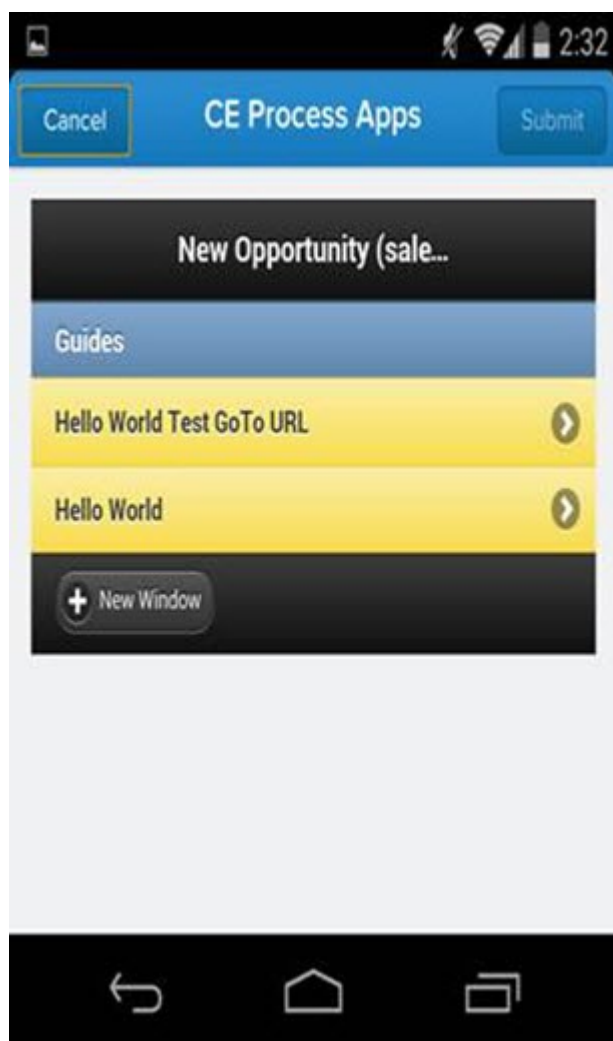 2:32
Cancel
CE Process Apps
Submit
New Opportunity (sale...
Guides
Hello World Test GoTo URL
Hello World
New Window